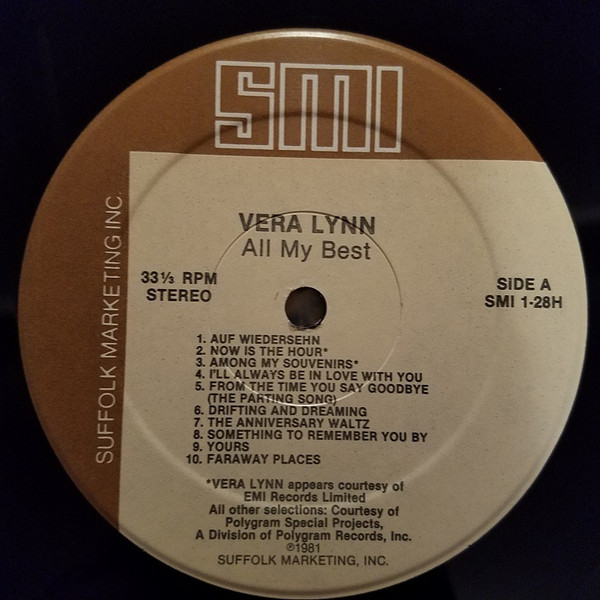 SMI
SUFFOLK MARKETING INC.
VERA LYNN
All My Best
33⅓ RPM
STEREO
SiDE A
SMI 1-28H
1. AUF WIEDERSEHN
2. NOW IS THE HOUR*
3. AMONG MY SOUVENIRS*
4. I'LL ALWAYS BE IN LOVE WITH YOU
5. FROM THE TIME YOU SAY GOODBYE
(THE PARTING SONG)
6. DRIFTING AND DREAMING
7. THE ANNIVERSARY WALTZ
8. SOMETHING TO REMEMBER YOU BY
9. YOURS
10. FARAWAY PLACES
*VERA LYNN appears courtesy of
EMI Records Limited
All other selections: Courtesy of
Polygram Special Projects,
A Division of Polygram Records, Inc.
℗1981
SUFFOLK MARKETING, INC.